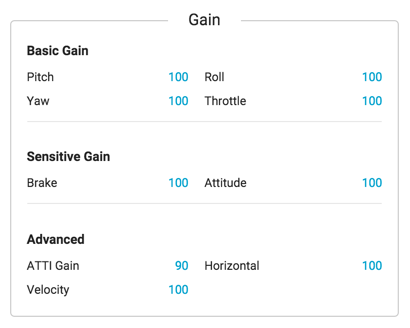 Gain
Basic Gain
Pitch 100 Roll 100
Yaw 100 Throttle 100
Sensitive Gain
Brake 100 Attitude 100
Advanced
ATTI Gain 90 Horizontal 100
Velocity 100